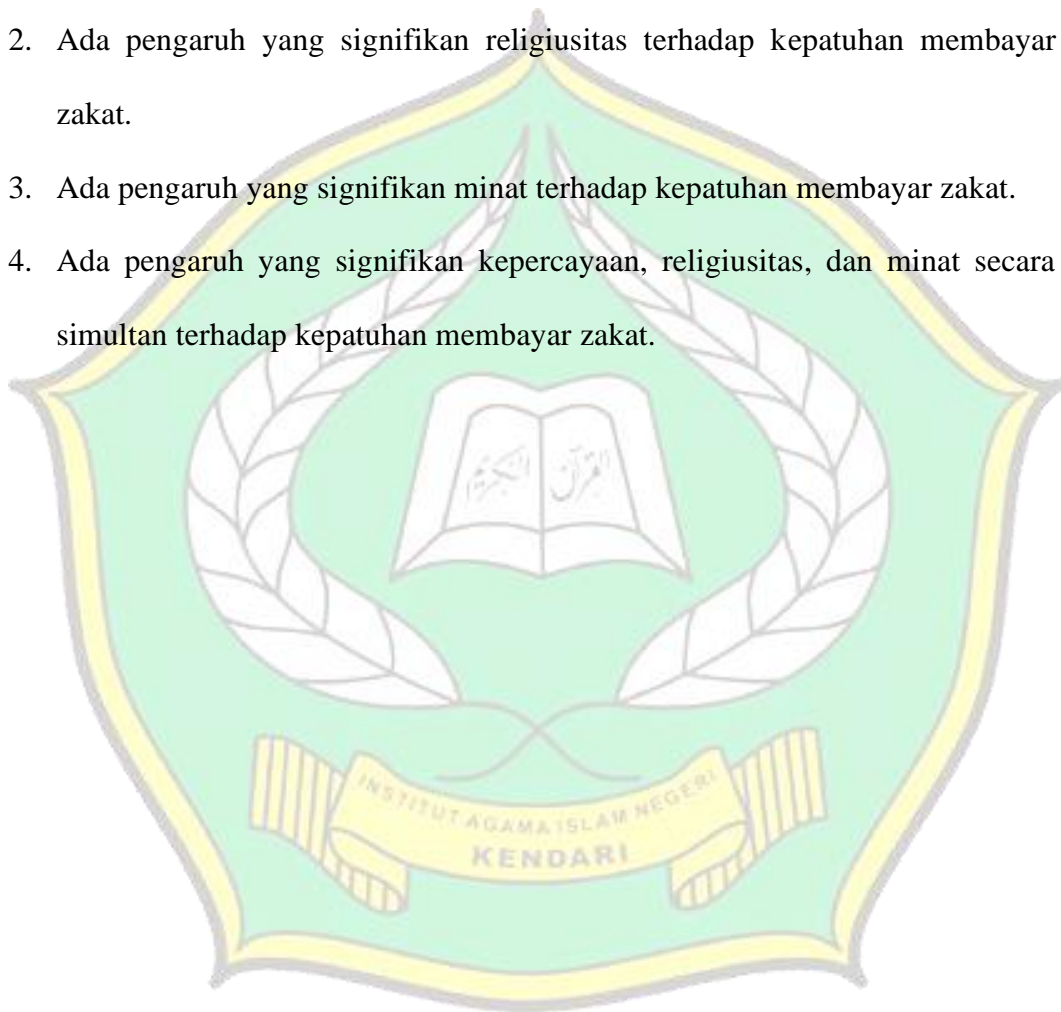 2. Ada pengaruh yang signifikan religiusitas terhadap kepatuhan membayar
zakat.
3. Ada pengaruh yang signifikan minat terhadap kepatuhan membayar zakat.
4. Ada pengaruh yang signifikan kepercayaan, religiusitas, dan minat secara
simultan terhadap kepatuhan membayar zakat.
القرآن الكريم
INSTITUT AGAMA ISLAM NEGERI
KENDARI